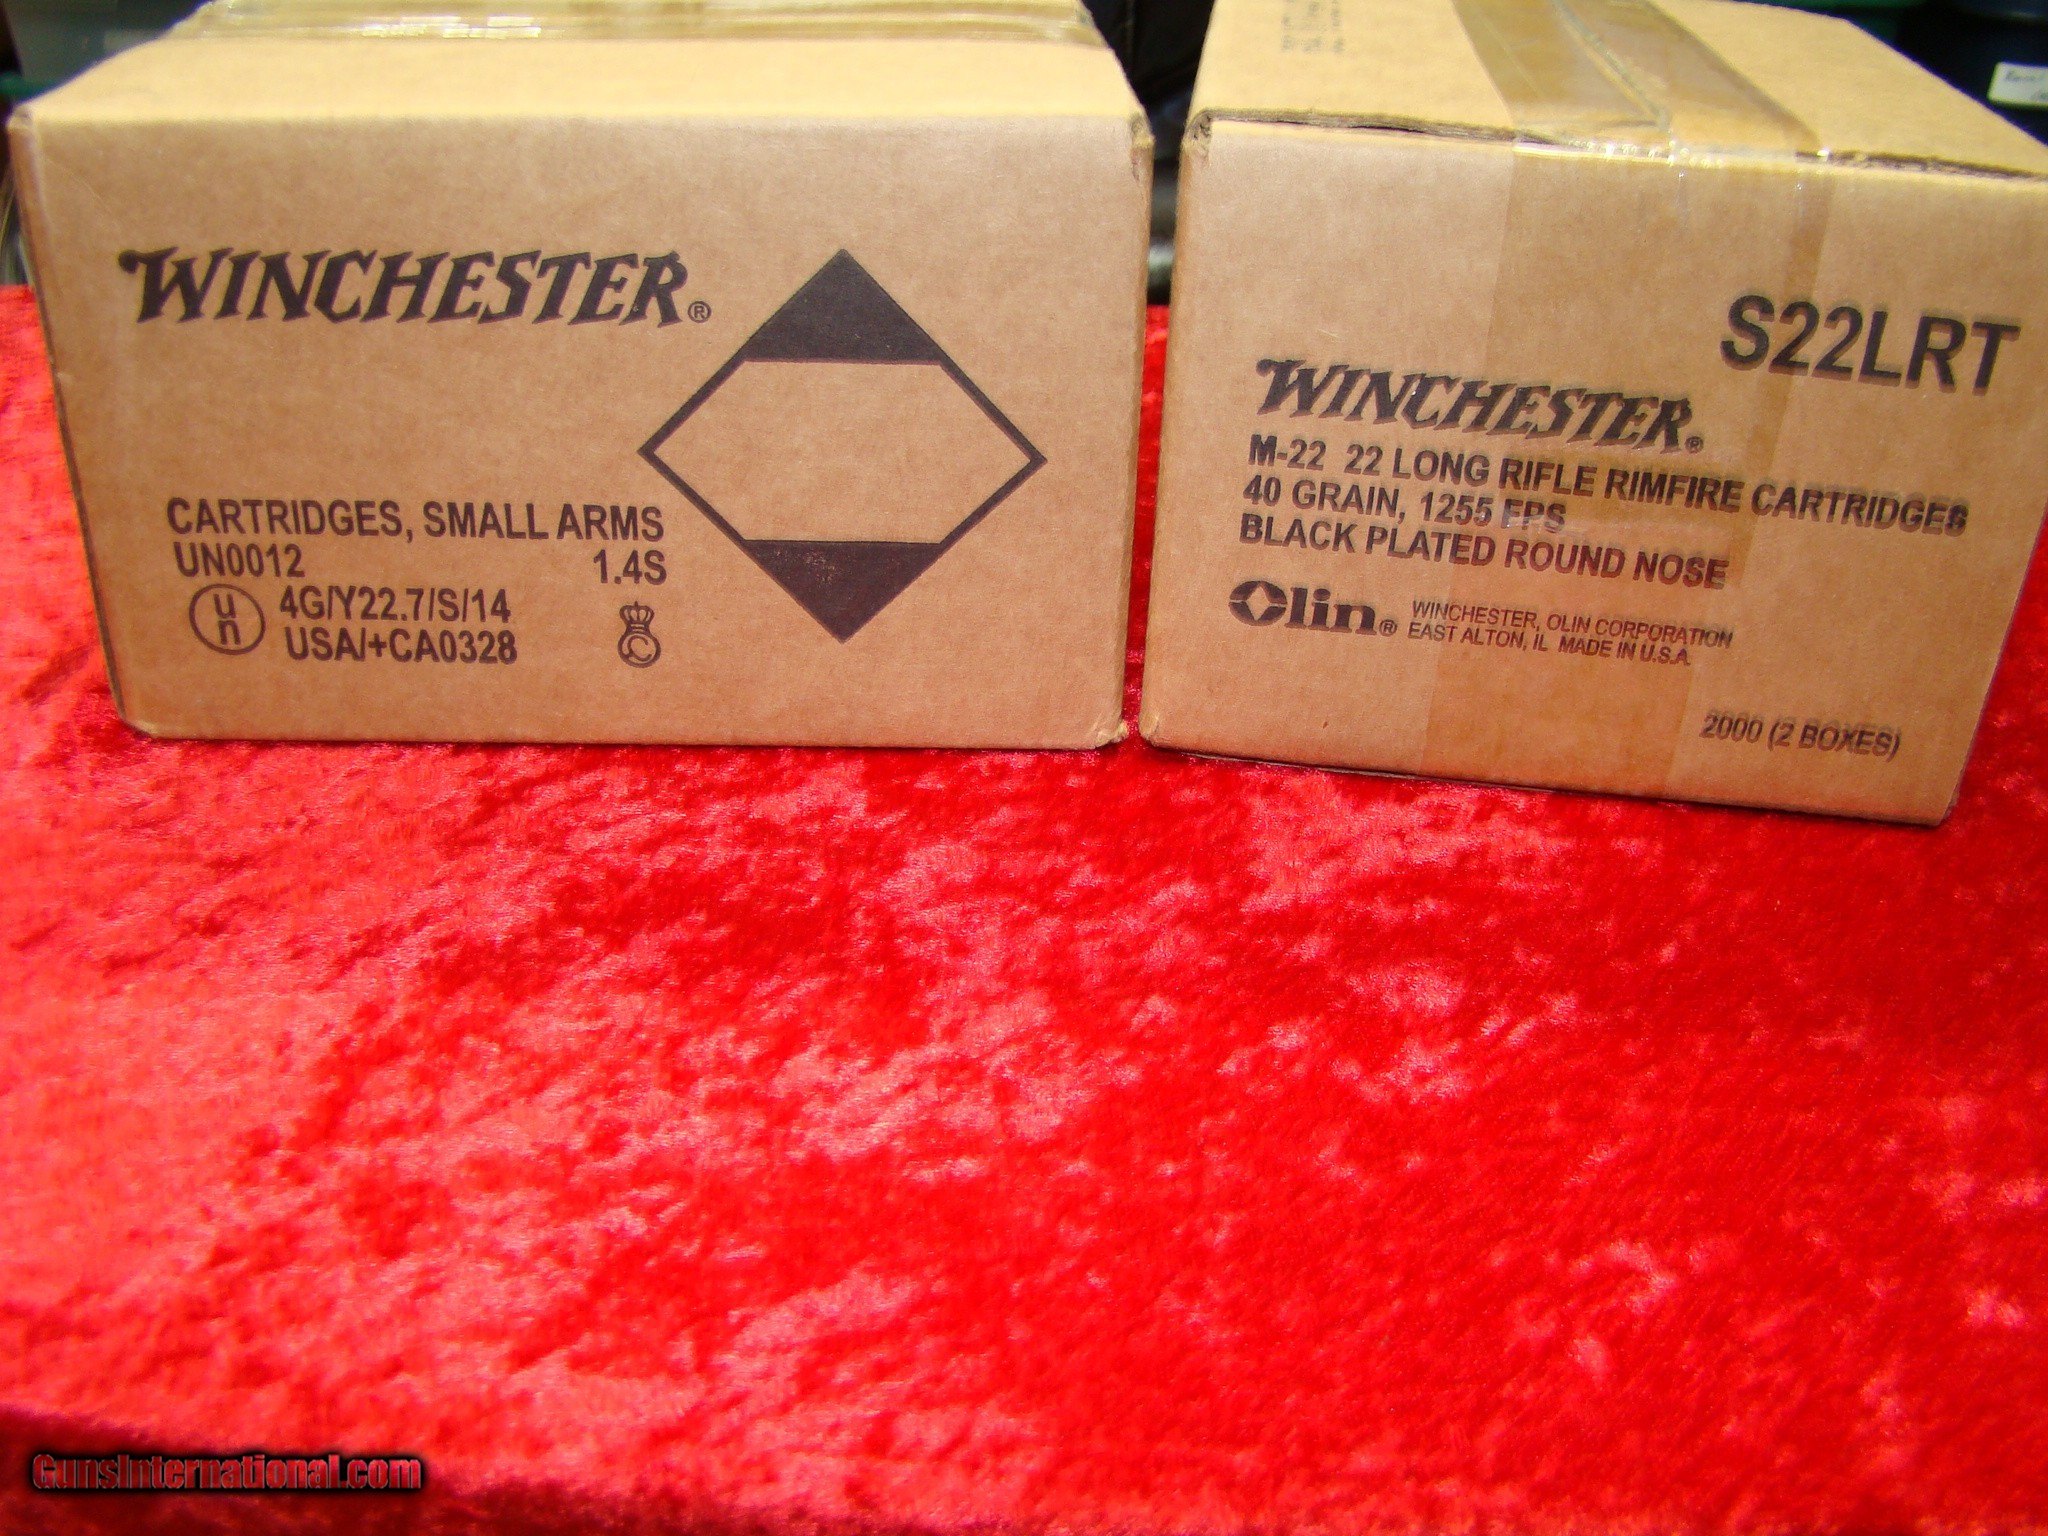 WINCHESTER®
CARTRIDGES, SMALL ARMS
UN0012 1.4S
un 4G/Y22.7/S/14
USA/+CA0328
S22LRT
WINCHESTER®
M-22 22 LONG RIFLE RIMFIRE CARTRIDGES
40 GRAIN, 1255 FPS
BLACK PLATED ROUND NOSE
Olin® WINCHESTER, OLIN CORPORATION
EAST ALTON, IL MADE IN U.S.A.
2000 (2 BOXES)
GunsInternational.com